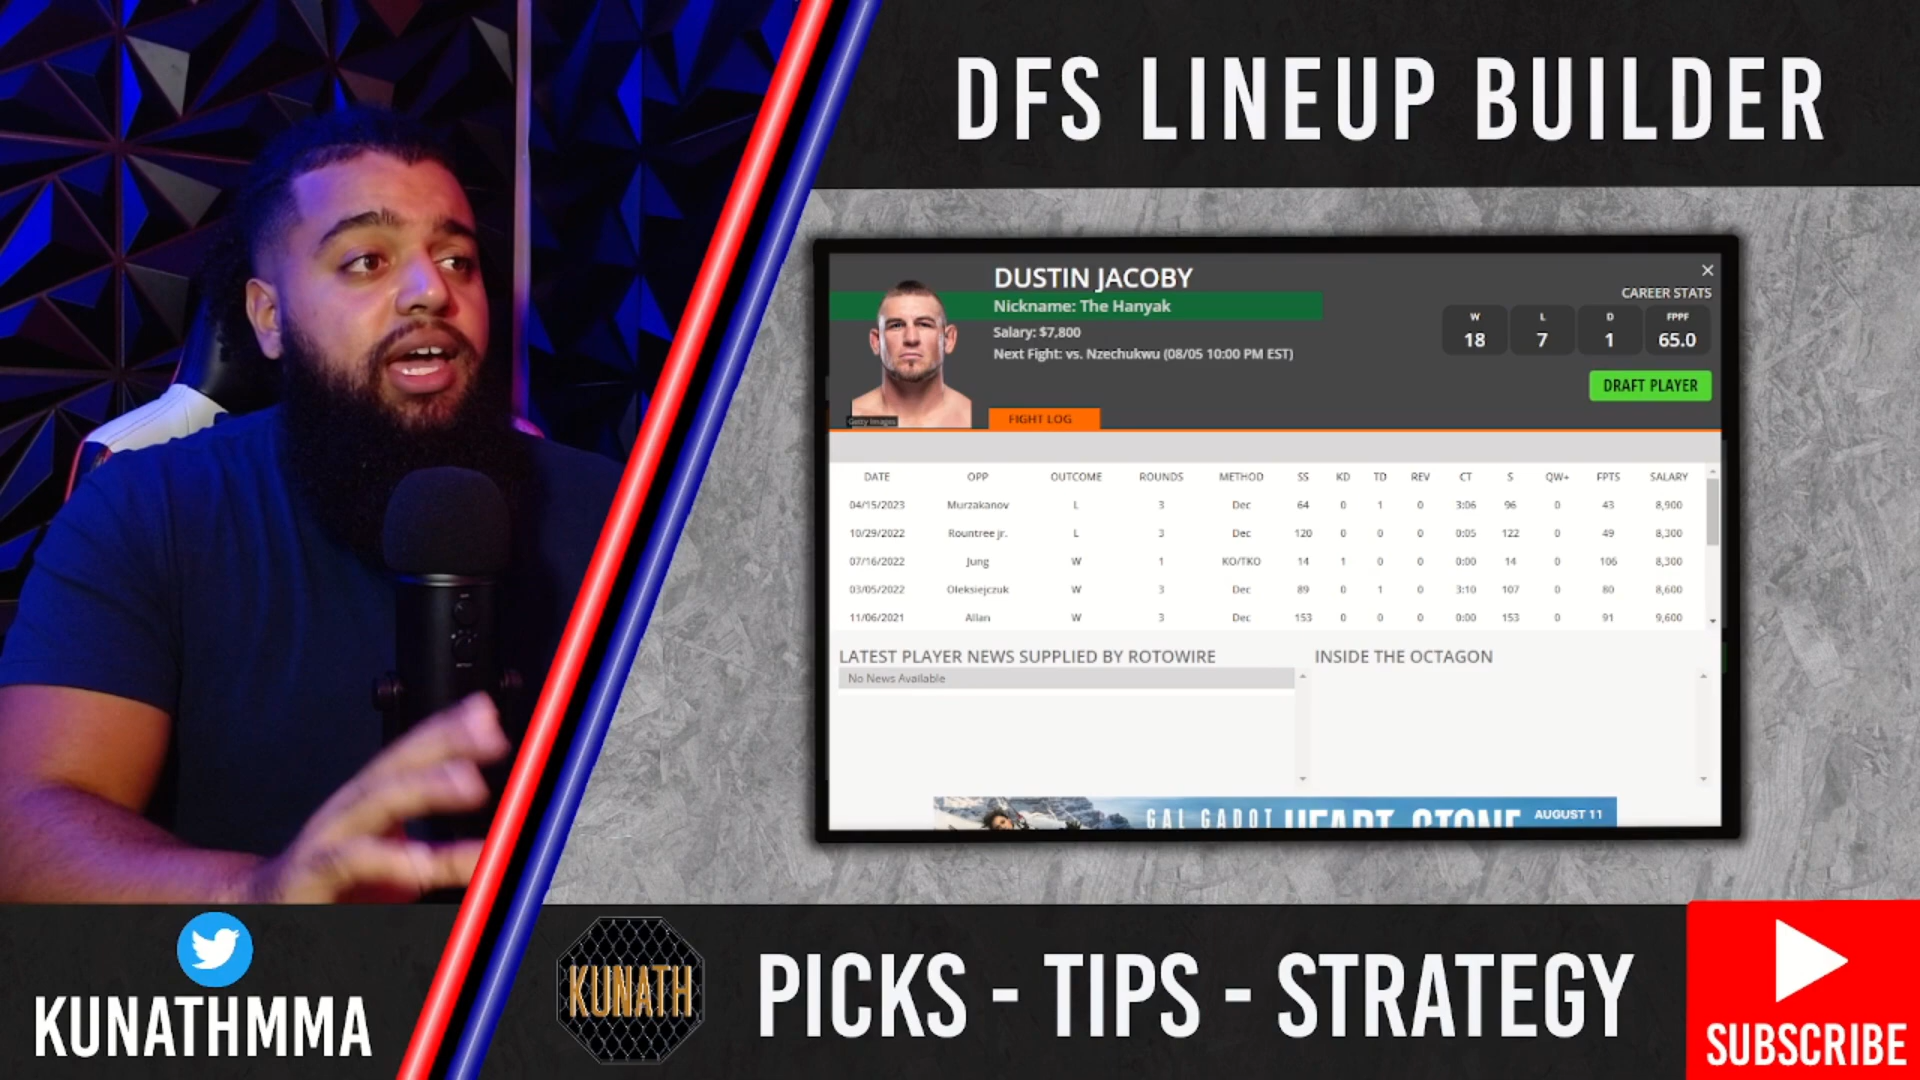 DFS LINEUP BUILDER
DUSTIN JACOBY
Nickname: The Hanyak
Salary: $7,800
Next Fight: vs. Nzechukwu (08/05 10:00 PM EST)
×
CAREER STATS
W L D FPPF
18 7 1 65.0
DRAFT PLAYER
Getty Images
FIGHT LOG
DATE OPP OUTCOME ROUNDS METHOD SS KD TD REV CT S QW+ FPTS SALARY
04/15/2023 Murzakanov L 3 Dec 64 0 1 0 3:06 96 0 43 8,900
10/29/2022 Rountree jr. L 3 Dec 120 0 0 0 0:05 122 0 49 8,300
07/16/2022 Jung W 1 KO/TKO 14 1 0 0 0:00 14 0 106 8,300
03/05/2022 Oleksiejczuk W 3 Dec 89 0 1 0 3:10 107 0 80 8,600
11/06/2021 Allan W 3 Dec 153 0 0 0 0:00 153 0 91 9,600
LATEST PLAYER NEWS SUPPLIED BY ROTOWIRE
No News Available
INSIDE THE OCTAGON
GAL GADOT HEART STONE AUGUST 11
KUNATHMMA
KUNATH
PICKS - TIPS - STRATEGY
SUBSCRIBE